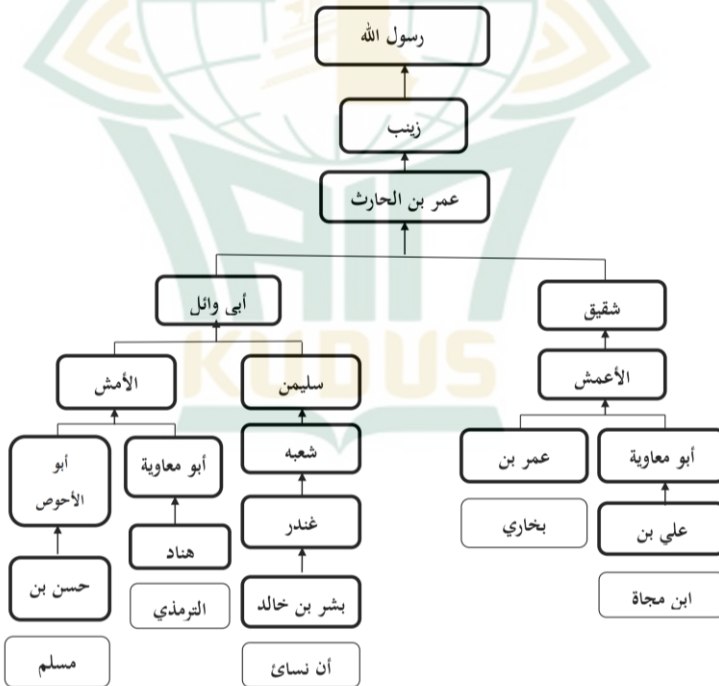 رسول الله
زينب
عمر بن الحارث
أبى وائل
شقيق
الأمش
سليمن
الأعمش
أبو
الأحوص
أبو معاوية
شعبه
عمر بن
أبو معاوية
حسن بن
هناد
غندر
بخاري
علي بن
مسلم
الترمذي
بشر بن خالد
ابن مجاة
أن نسائ
KUDUS